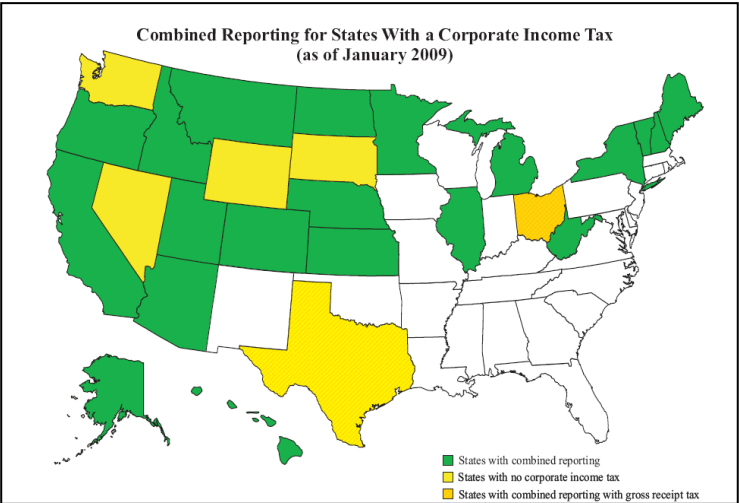 Combined Reporting for States With a Corporate Income Tax
(as of January 2009)
States with combined reporting
States with no corporate income tax
States with combined reporting with gross receipt tax